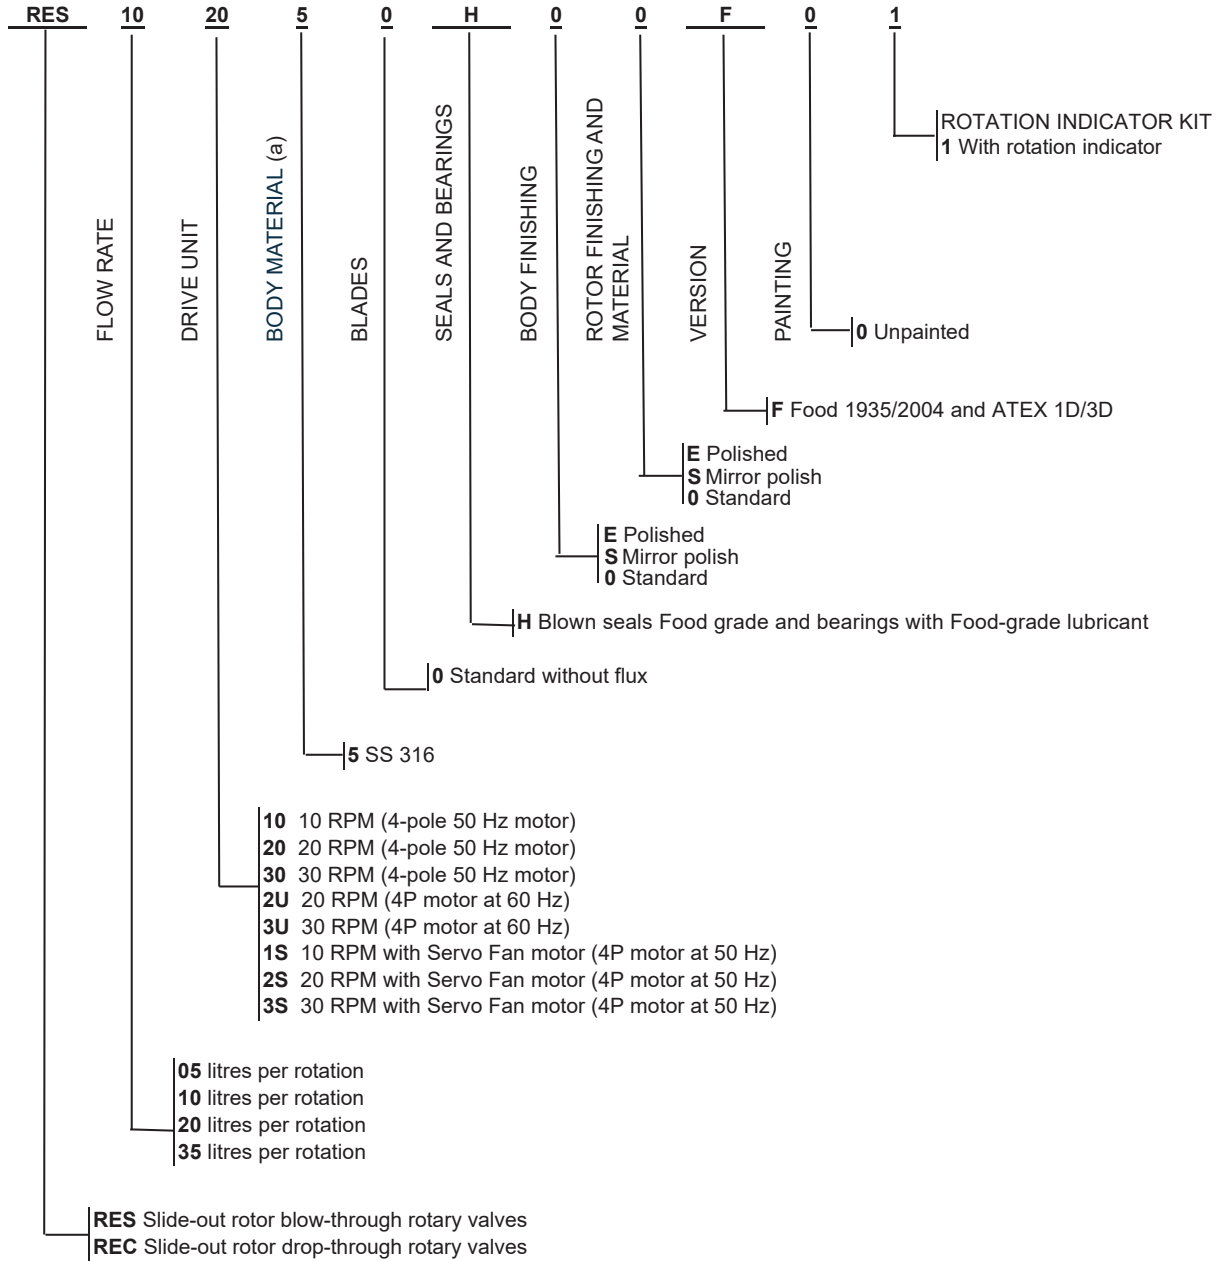 RES 10 20 5 0 H 0 0 F 0 1
ROTATION INDICATOR KIT
1 With rotation indicator
FLOW RATE
DRIVE UNIT
BODY MATERIAL (a)
BLADES
SEALS AND BEARINGS
BODY FINISHING
ROTOR FINISHING AND
MATERIAL
VERSION
PAINTING
0 Unpainted
F Food 1935/2004 and ATEX 1D/3D
E Polished
S Mirror polish
0 Standard
E Polished
S Mirror polish
0 Standard
H Blown seals Food grade and bearings with Food-grade lubricant
0 Standard without flux
5 SS 316
10 10 RPM (4-pole 50 Hz motor)
20 20 RPM (4-pole 50 Hz motor)
30 30 RPM (4-pole 50 Hz motor)
2U 20 RPM (4P motor at 60 Hz)
3U 30 RPM (4P motor at 60 Hz)
1S 10 RPM with Servo Fan motor (4P motor at 50 Hz)
2S 20 RPM with Servo Fan motor (4P motor at 50 Hz)
3S 30 RPM with Servo Fan motor (4P motor at 50 Hz)
05 litres per rotation
10 litres per rotation
20 litres per rotation
35 litres per rotation
RES Slide-out rotor blow-through rotary valves
REC Slide-out rotor drop-through rotary valves